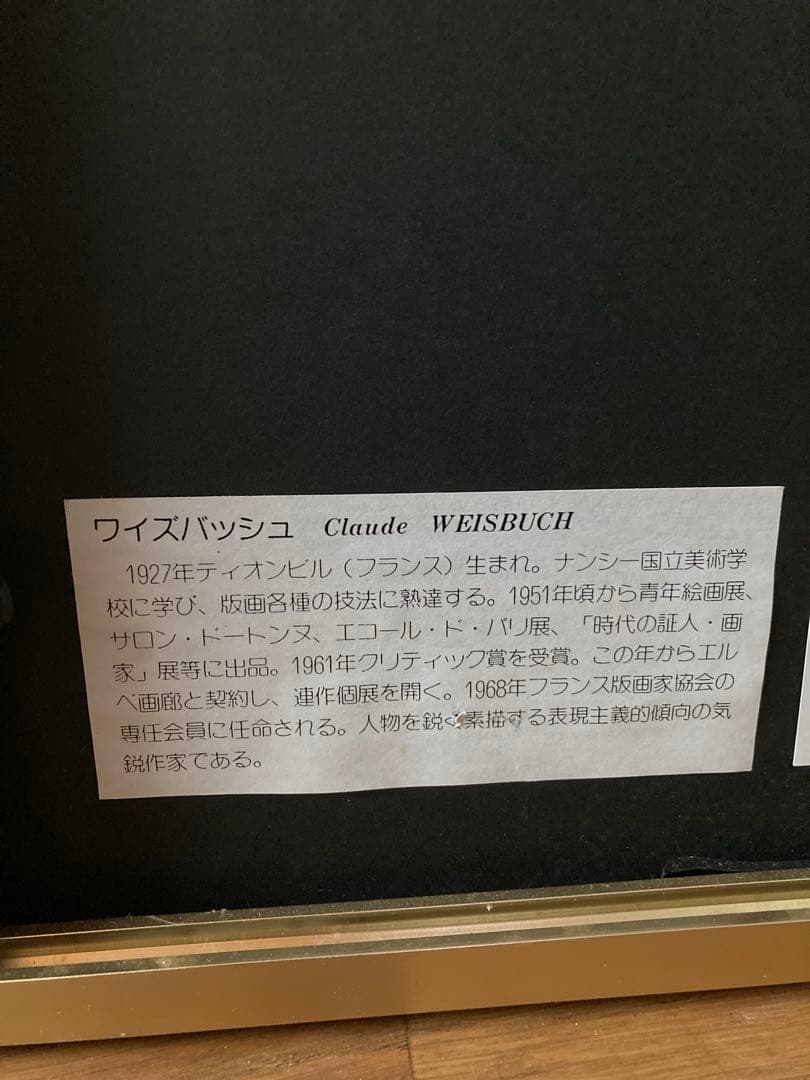 ワイズバッシュ Claude WEISBUCH
1927年ティオンビル（フランス）生まれ。ナンシー国立美術学
校に学び、版画各種の技法に熟達する。1951年頃から青年絵画展、
サロン・ドートンヌ、エコール・ド・パリ展、「時代の証人・画
家」展等に出品。1961年クリティック賞を受賞。この年からエル
ベ画廊と契約し、連作個展を開く。1968年フランス版画家協会の
専任会員に任命される。人物を鋭く素描する表現主義的傾向の気
鋭作家である。